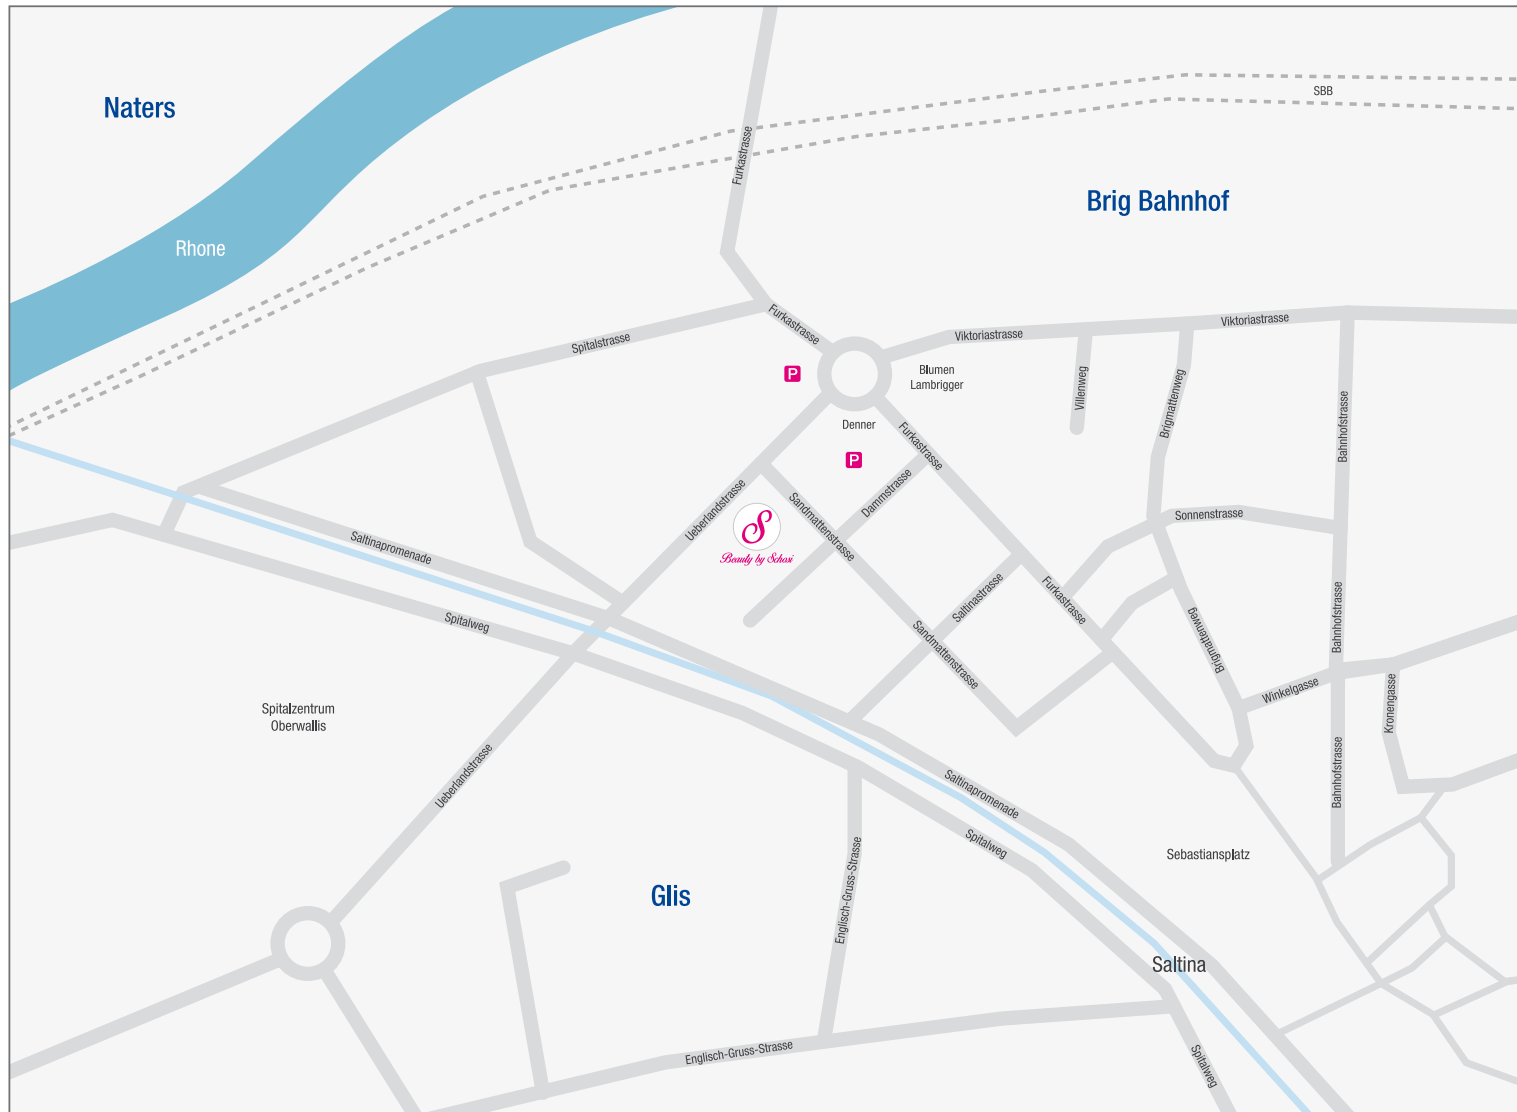 Naters
SBB
Furkastrasse
Brig Bahnhof
Rhone
Furkastrasse
Viktoriastrasse
Viktoriastrasse
Spitalstrasse
P
Blumen
Lambrigger
Villenweg
Brigmattenweg
Bahnhofstrasse
Denner
Furkastrasse
P
Dammstrasse
Ueberlandstrasse
Sandmattenstrasse
S
Beauty by Schosi
Sonnenstrasse
Saltinapromenade
Spitalweg
Saltinastrasse
Furkastrasse
Sandmattenstrasse
Brigmattenweg
Bahnhofstrasse
Winkelgasse
Kronengasse
Spitalzentrum
Oberwallis
Ueberlandstrasse
Bahnhofstrasse
Saltinapromenade
Spitalweg
Sebastiansplatz
Englisch-Gruss-Strasse
Glis
Saltina
Englisch-Gruss-Strasse
Spitalweg